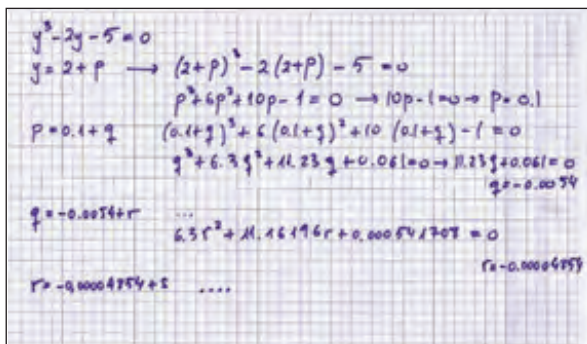 y³-2y-5=0
y=2+p → (2+p)³-2(2+p)-5=0
p³+6p²+10p-1=0 → 10p-1=0 → p=0.1
p=0.1+q (0.1+q)³+6(0.1+q)²+10(0.1+q)-1=0
q³+6.3q²+11.23q+0.061=0 → 11.23q+0.061=0
q=-0.0054
q=-0.0054+r ...
6.3r²+11.16196r+0.000541708=0
r=-0.00004854
r=-0.00004854+s ....